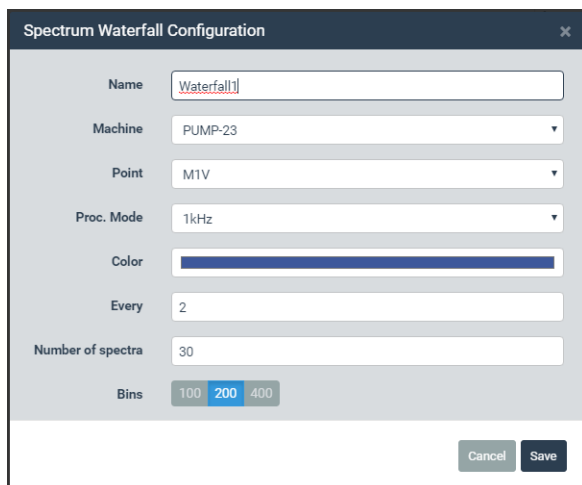 Spectrum Waterfall Configuration ×
Name Waterfall1
Machine PUMP-23
Point M1V
Proc. Mode 1kHz
Color
Every 2
Number of spectra 30
Bins 100 200 400
Cancel Save